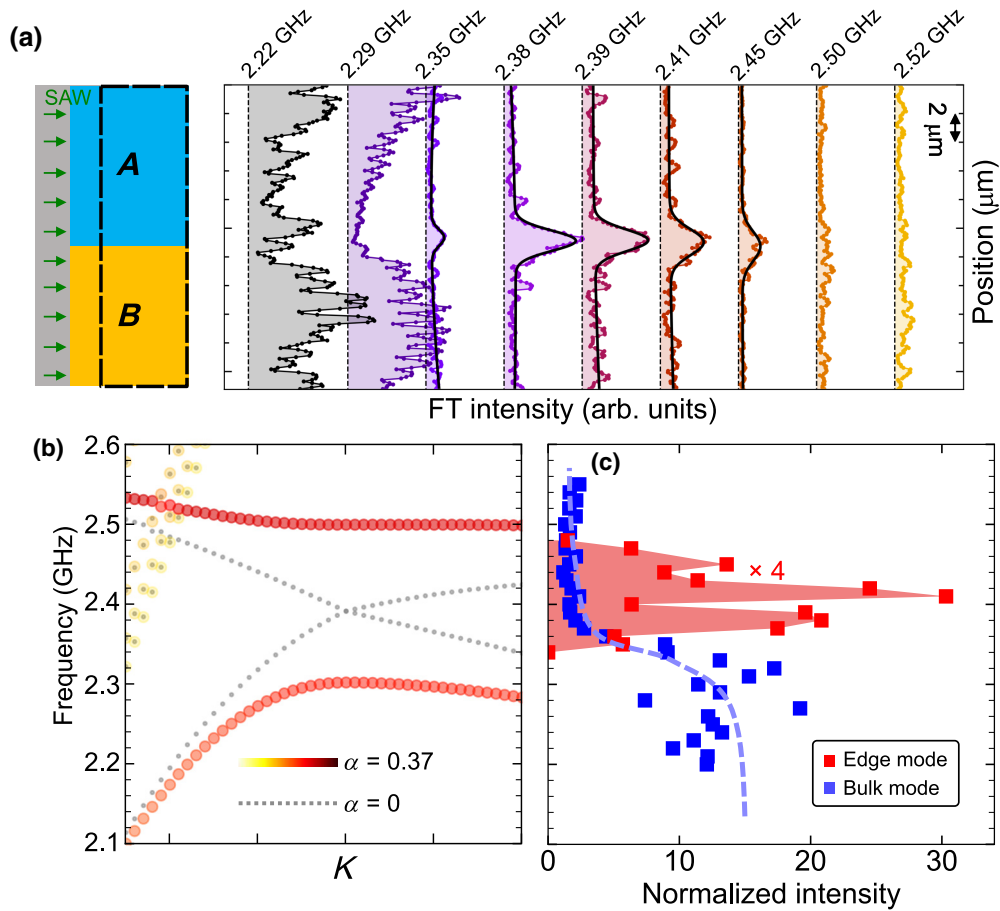 (a)
2.22 GHz
2.29 GHz
2.35 GHz
2.38 GHz
2.39 GHz
2.41 GHz
2.45 GHz
2.50 GHz
2.52 GHz
SAW
A
B
2 μm
Position (μm)
FT intensity (arb. units)
(b)
2.6
2.5
2.4
2.3
2.2
2.1
Frequency (GHz)
α = 0.37
α = 0
K
(c)
× 4
Edge mode
Bulk mode
0 10 20 30
Normalized intensity